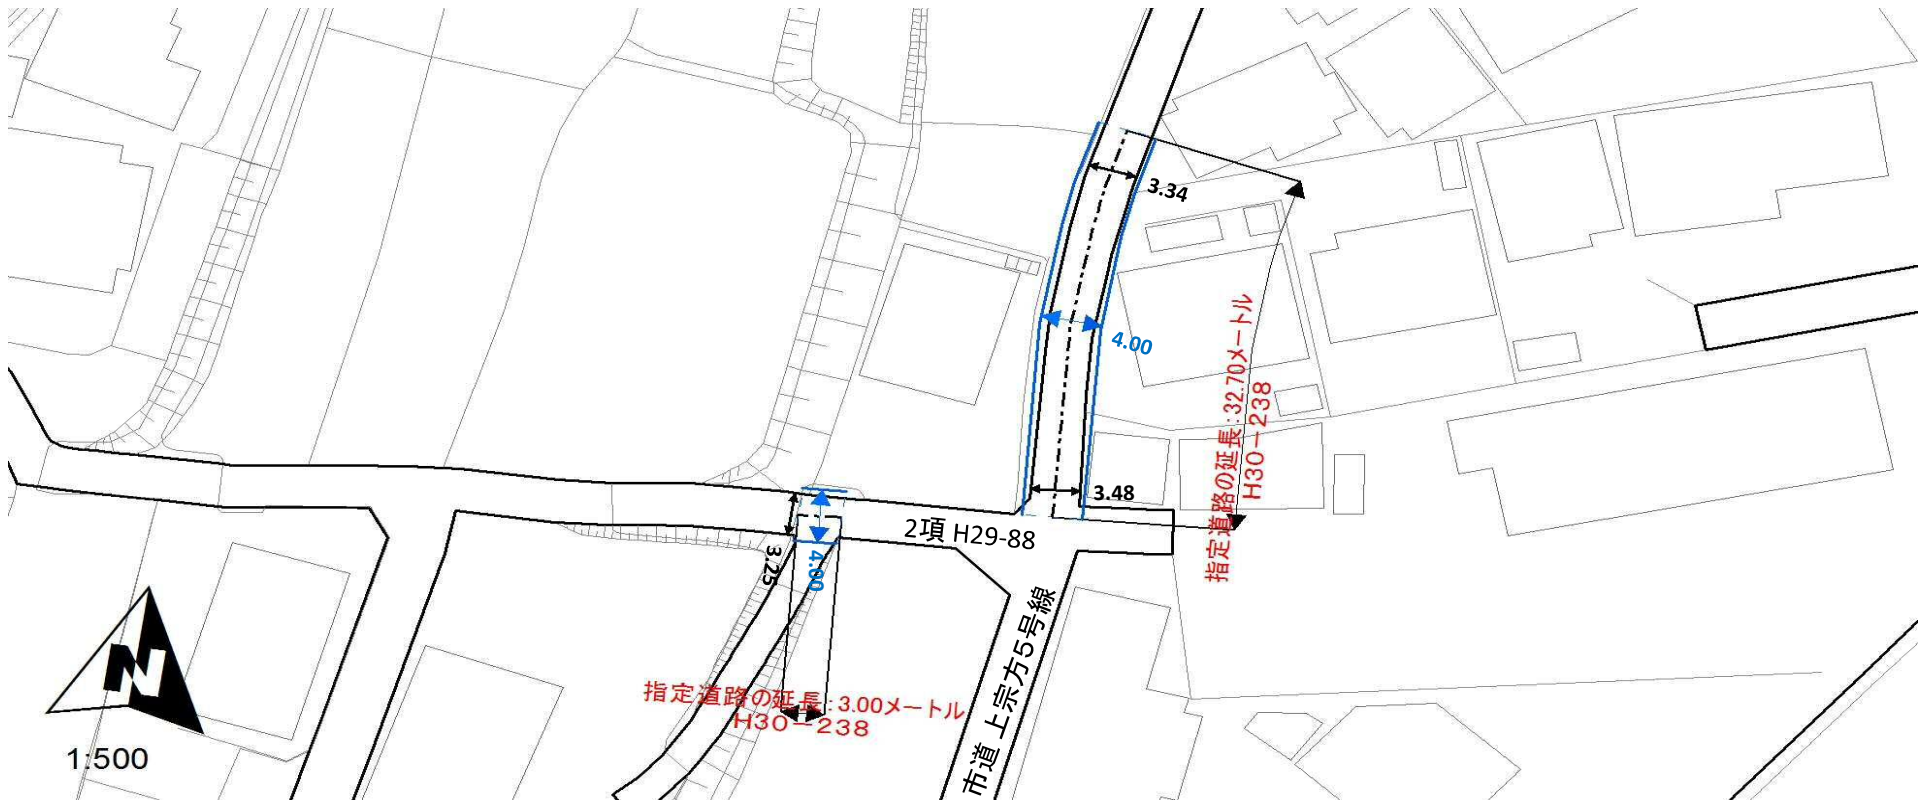 3.34
4.00
指定道路の延長:32.70メートル
H30-238
3.48
2項 H29-88
3.25
4.00
市道 上宗方5号線
指定道路の延長:3.00メートル
H30-238
N
1:500